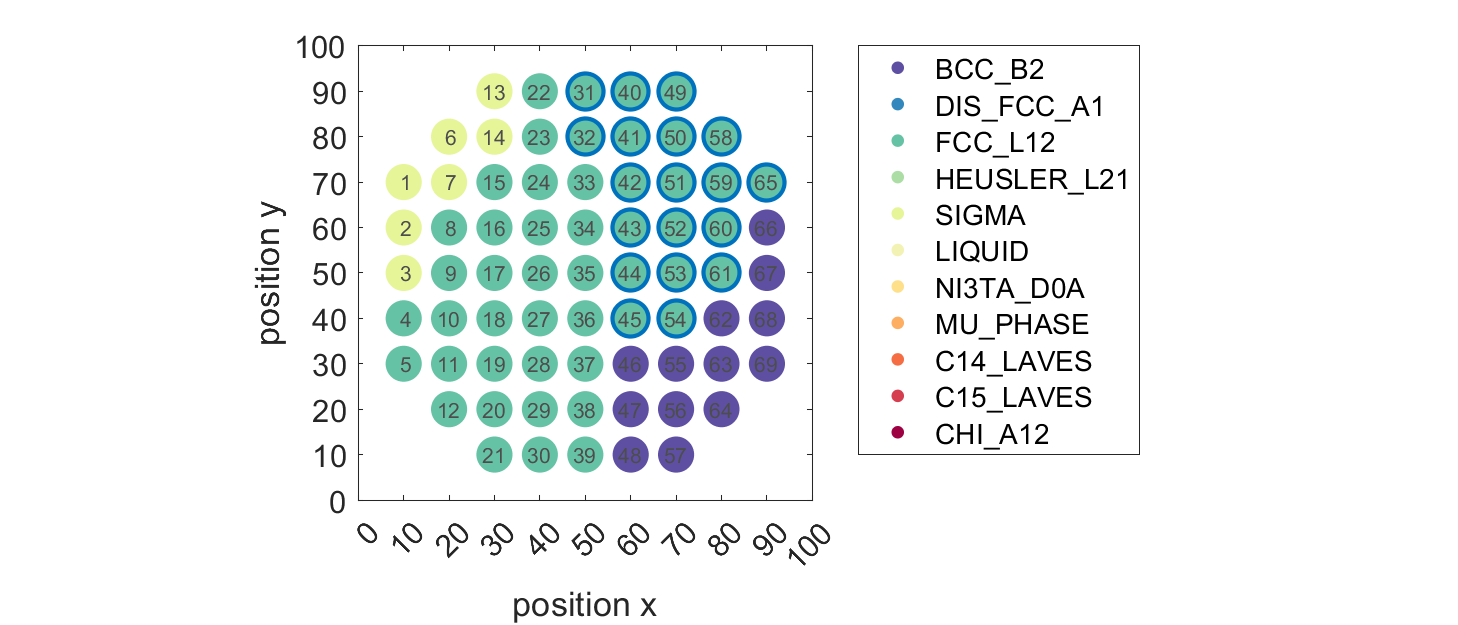 100
90 13 22 31 40 49
80 6 14 23 32 41 50 58
70 1 7 15 24 33 42 51 59 65
60 2 8 16 25 34 43 52 60 66
50 3 9 17 26 35 44 53 61 67
40 4 10 18 27 36 45 54 62 68
30 5 11 19 28 37 46 55 63 69
20 12 20 29 38 47 56 64
10 21 30 39 48 57
0
0 10 20 30 40 50 60 70 80 90 100
position x
position y
BCC_B2
DIS_FCC_A1
FCC_L12
HEUSLER_L21
SIGMA
LIQUID
NI3TA_D0A
MU_PHASE
C14_LAVES
C15_LAVES
CHI_A12